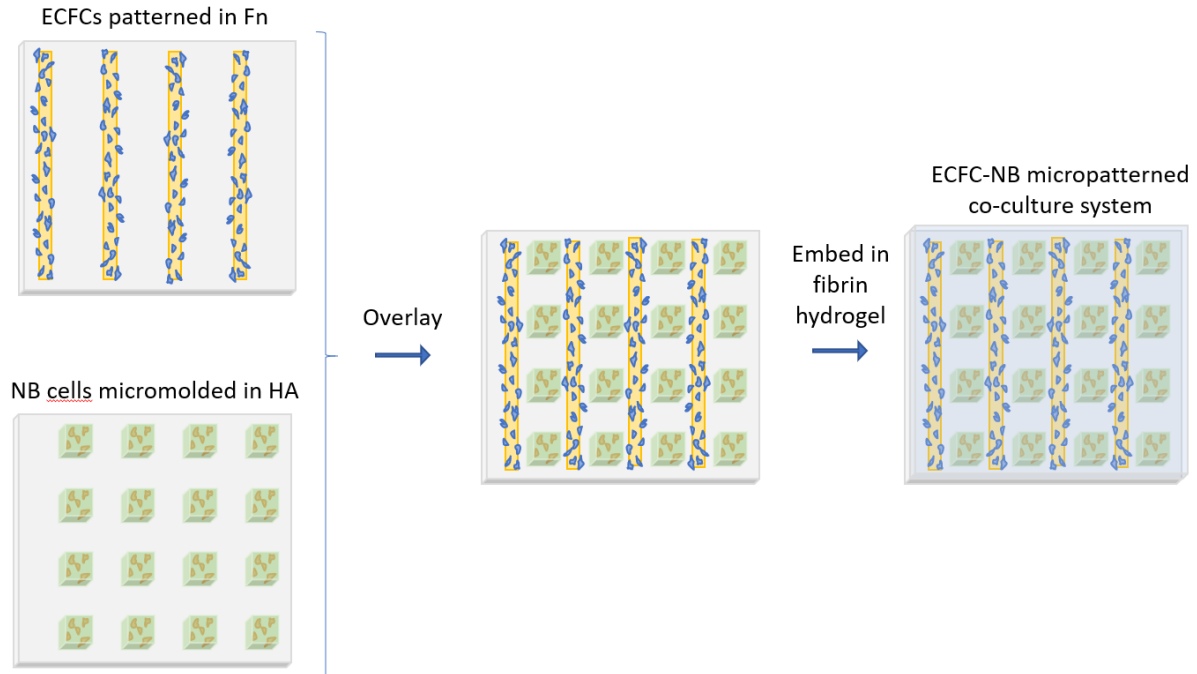 ECFCs patterned in Fn
NB cells micromolded in HA
Overlay
Embed in
fibrin
hydrogel
ECFC-NB micropatterned
co-culture system